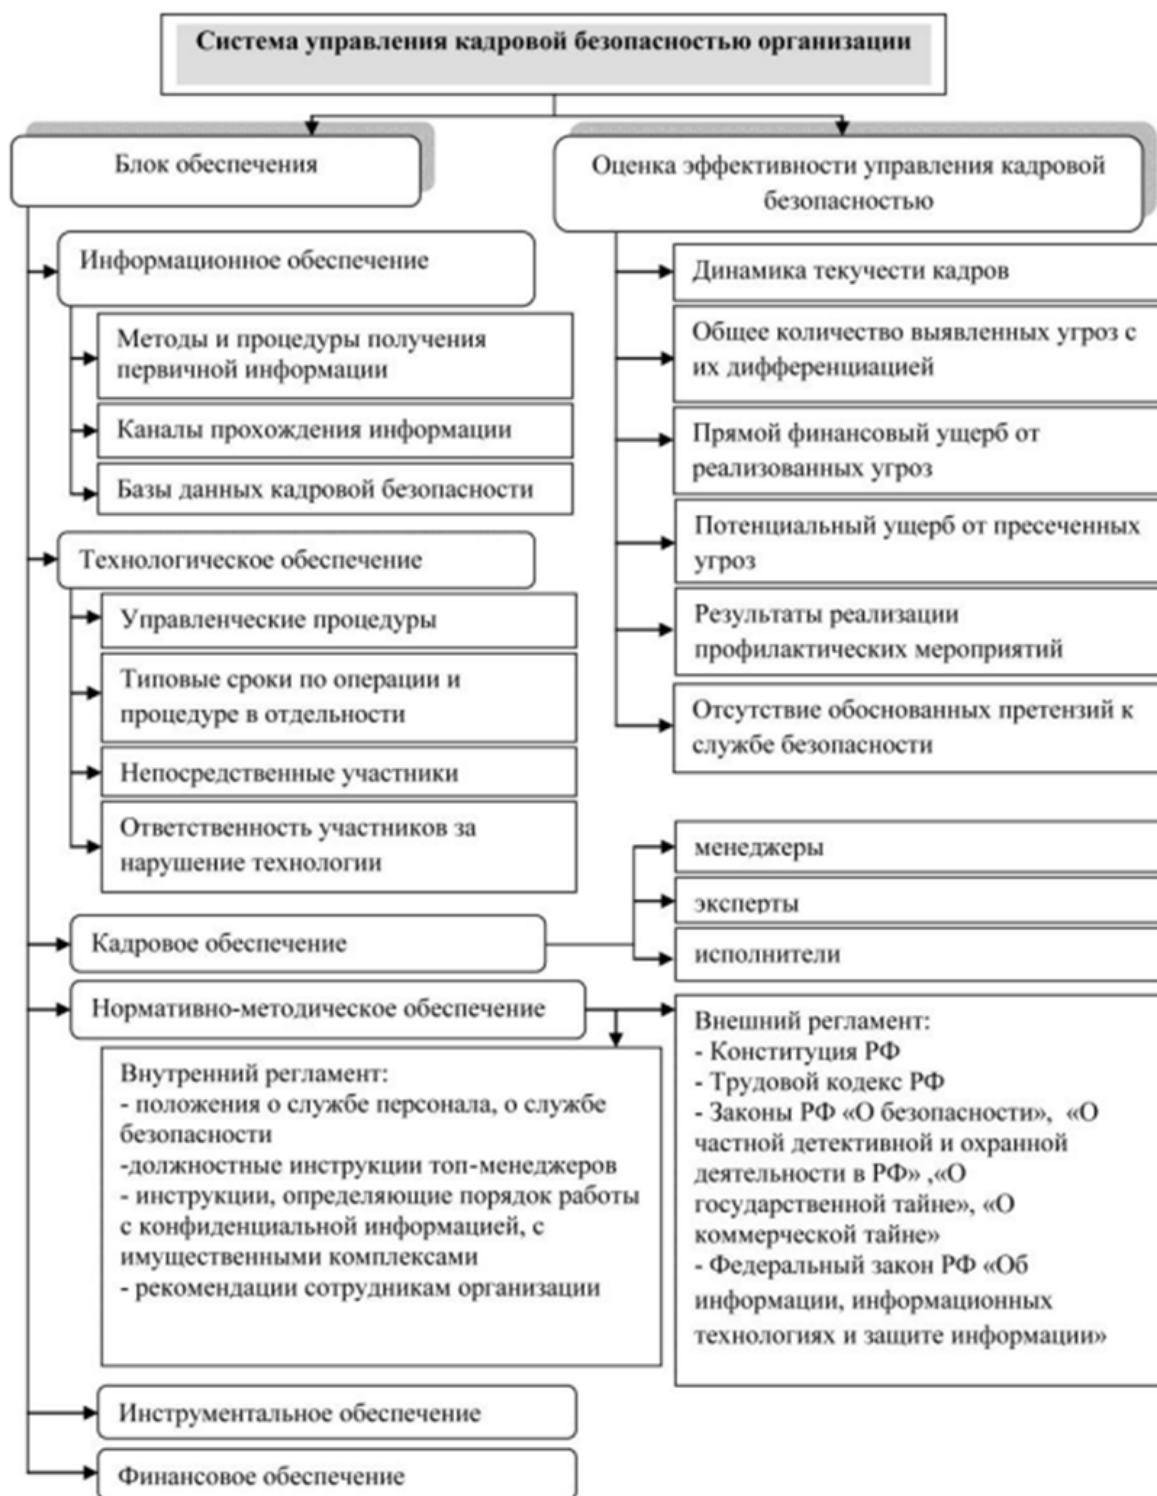 Система управления кадровой безопасностью организации
Блок обеспечения
Оценка эффективности управления кадровой
безопасностью
Информационное обеспечение
Методы и процедуры получения
первичной информации
Каналы прохождения информации
Базы данных кадровой безопасности
Технологическое обеспечение
Управленческие процедуры
Типовые сроки по операции и
процедуре в отдельности
Непосредственные участники
Ответственность участников за
нарушение технологии
Динамика текучести кадров
Общее количество выявленных угроз с
их дифференциацией
Прямой финансовый ущерб от
реализованных угроз
Потенциальный ущерб от пресеченных
угроз
Результаты реализации
профилактических мероприятий
Отсутствие обоснованных претензий к
службе безопасности
Кадровое обеспечение
менеджеры
эксперты
исполнители
Нормативно-методическое обеспечение
Внутренний регламент:
- положения о службе персонала, о службе
безопасности
-должностные инструкции топ-менеджеров
- инструкции, определяющие порядок работы
с конфиденциальной информацией, с
имущественными комплексами
- рекомендации сотрудникам организации
Внешний регламент:
- Конституция РФ
- Трудовой кодекс РФ
- Законы РФ «О безопасности», «О
частной детективной и охранной
деятельности в РФ» ,«О
государственной тайне», «О
коммерческой тайне»
- Федеральный закон РФ «Об
информации, информационных
технологиях и защите информации»
Инструментальное обеспечение
Финансовое обеспечение